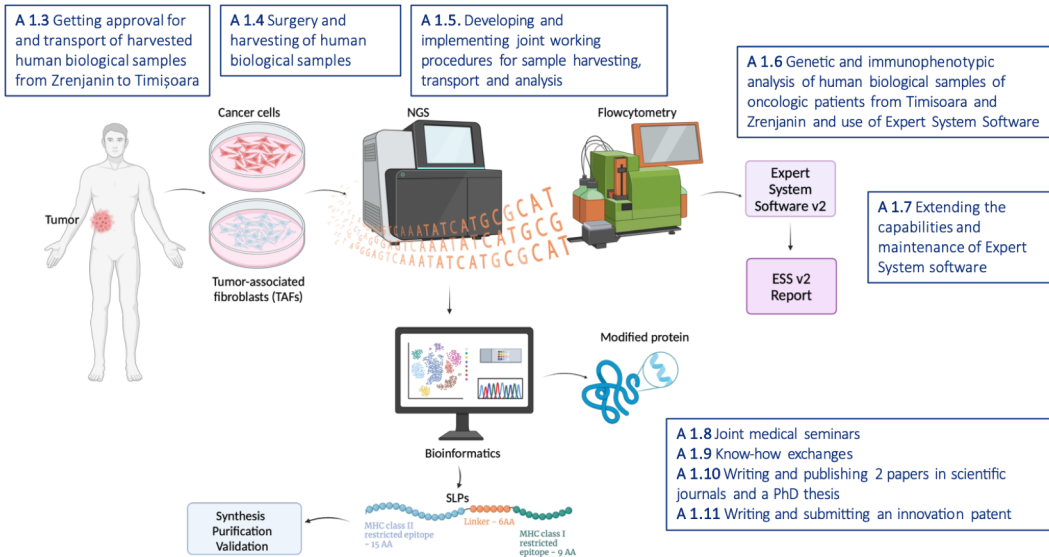 A 1.3 Getting approval for
and transport of harvested
human biological samples
from Zrenjanin to Timișoara
A 1.4 Surgery and
harvesting of human
biological samples
A 1.5. Developing and
implementing joint working
procedures for sample harvesting,
transport and analysis
A 1.6 Genetic and immunophenotypic
analysis of human biological samples of
oncologic patients from Timisoara and
Zrenjanin and use of Expert System Software
Cancer cells
NGS
Flowcytometry
Tumor
Tumor-associated
fibroblasts (TAFs)
Expert
System
Software v2
A 1.7 Extending the
capabilities and
maintenance of Expert
System software
ESS v2
Report
Modified protein
Bioinformatics
A 1.8 Joint medical seminars
A 1.9 Know-how exchanges
A 1.10 Writing and publishing 2 papers in scientific
journals and a PhD thesis
A 1.11 Writing and submitting an innovation patent
SLPs
Synthesis
Purification
Validation
MHC class II
restricted epitope
~ 15 AA
Linker ~ 6AA
MHC class I
restricted
epitope ~ 9 AA